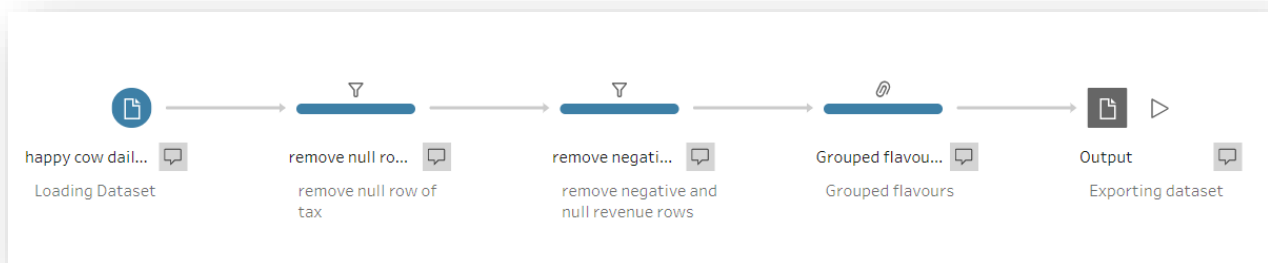 happy cow dail...
remove null ro...
remove negati...
Grouped flavou...
Output
Loading Dataset
remove null row of
tax
remove negative and
null revenue rows
Grouped flavours
Exporting dataset